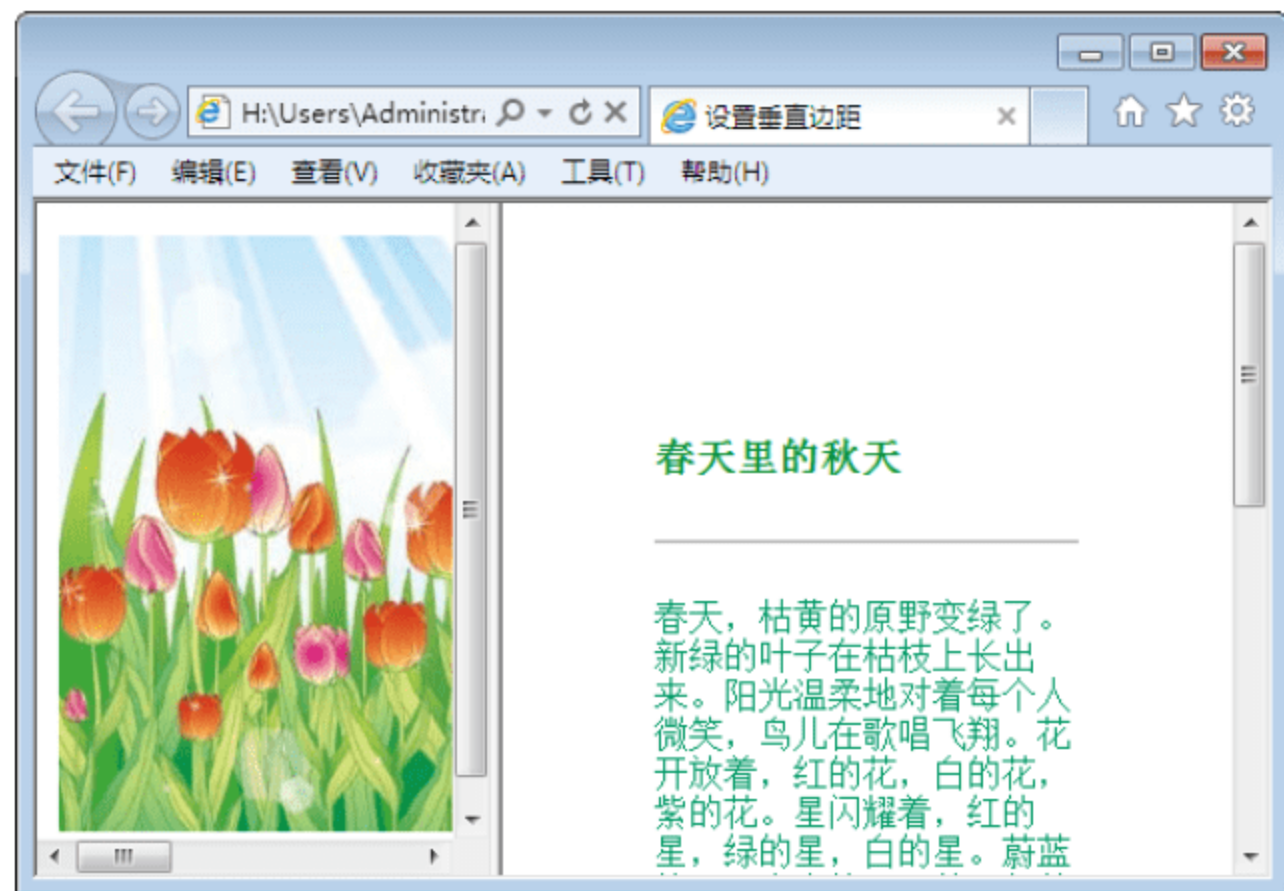 H:\Users\Administr
设置垂直边距
文件(F) 编辑(E) 查看(V) 收藏夹(A) 工具(T) 帮助(H)
春天里的秋天
春天，枯黄的原野变绿了。
新绿的叶子在枯枝上长出
来。阳光温柔地对着每个人
微笑，鸟儿在歌唱飞翔。花
开放着，红的花，白的花，
紫的花。星闪耀着，红的
星，绿的星，白的星。蔚蓝